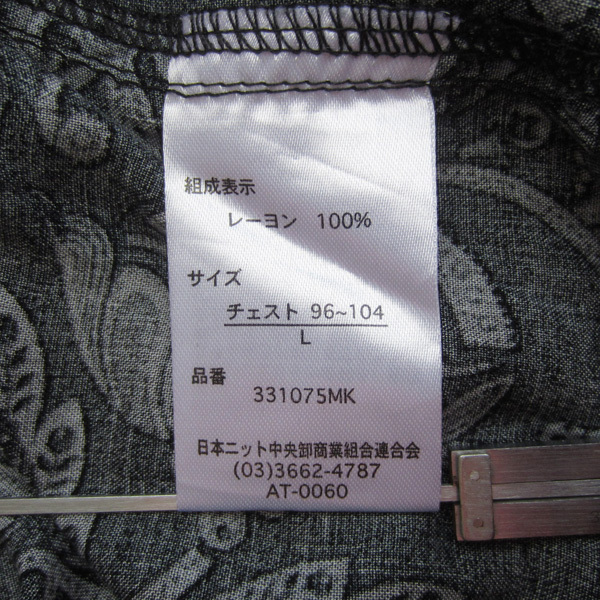 組成表示
レーヨン 100%
サイズ
チェスト 96~104
L
品番
331075MK
日本ニット中央卸商業組合連合会
(03)3662-4787
AT-0060